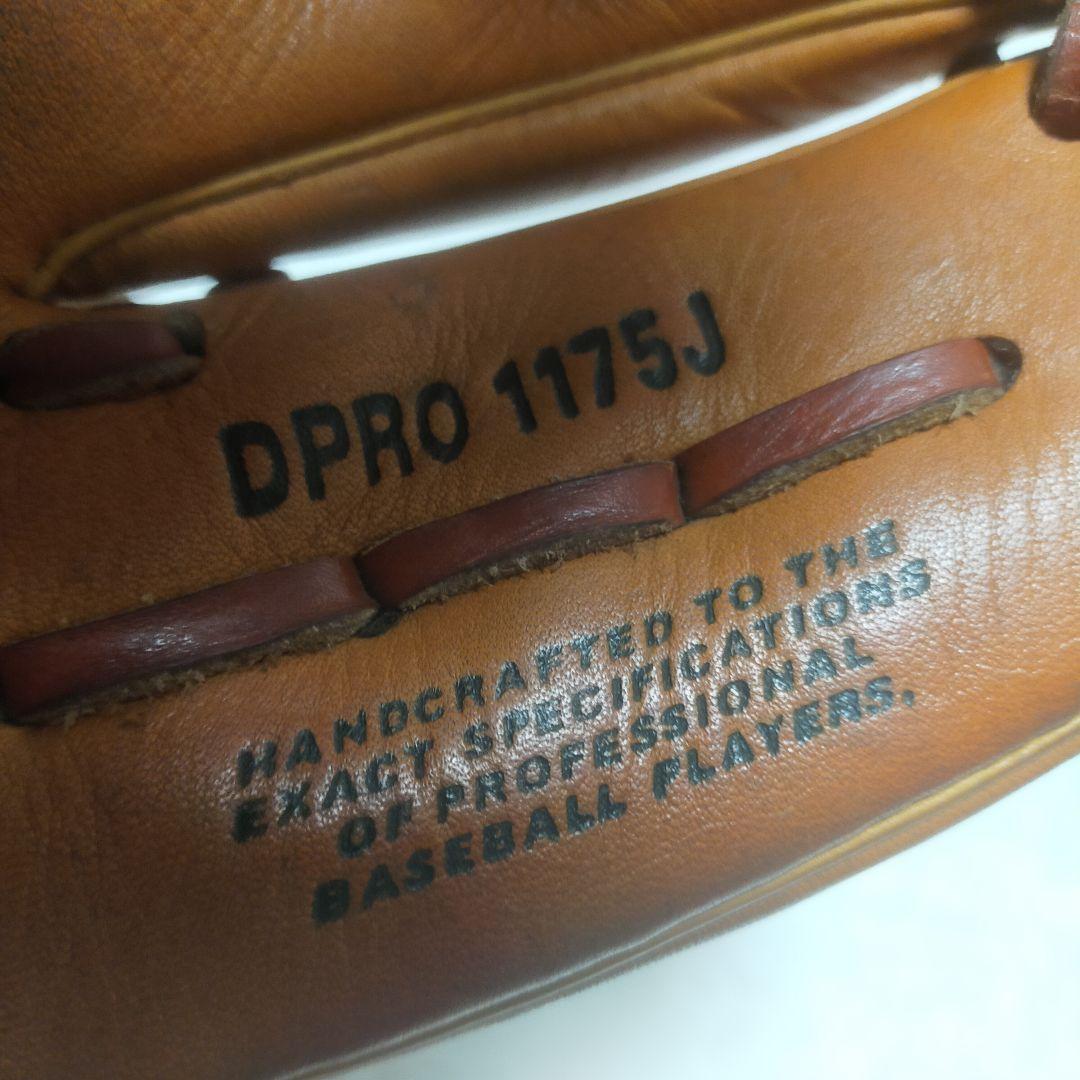 DPRO 1175J
HANDCRAFTED TO THE
EXACT SPECIFICATIONS
OF PROFESSIONAL
BASEBALL PLAYERS.